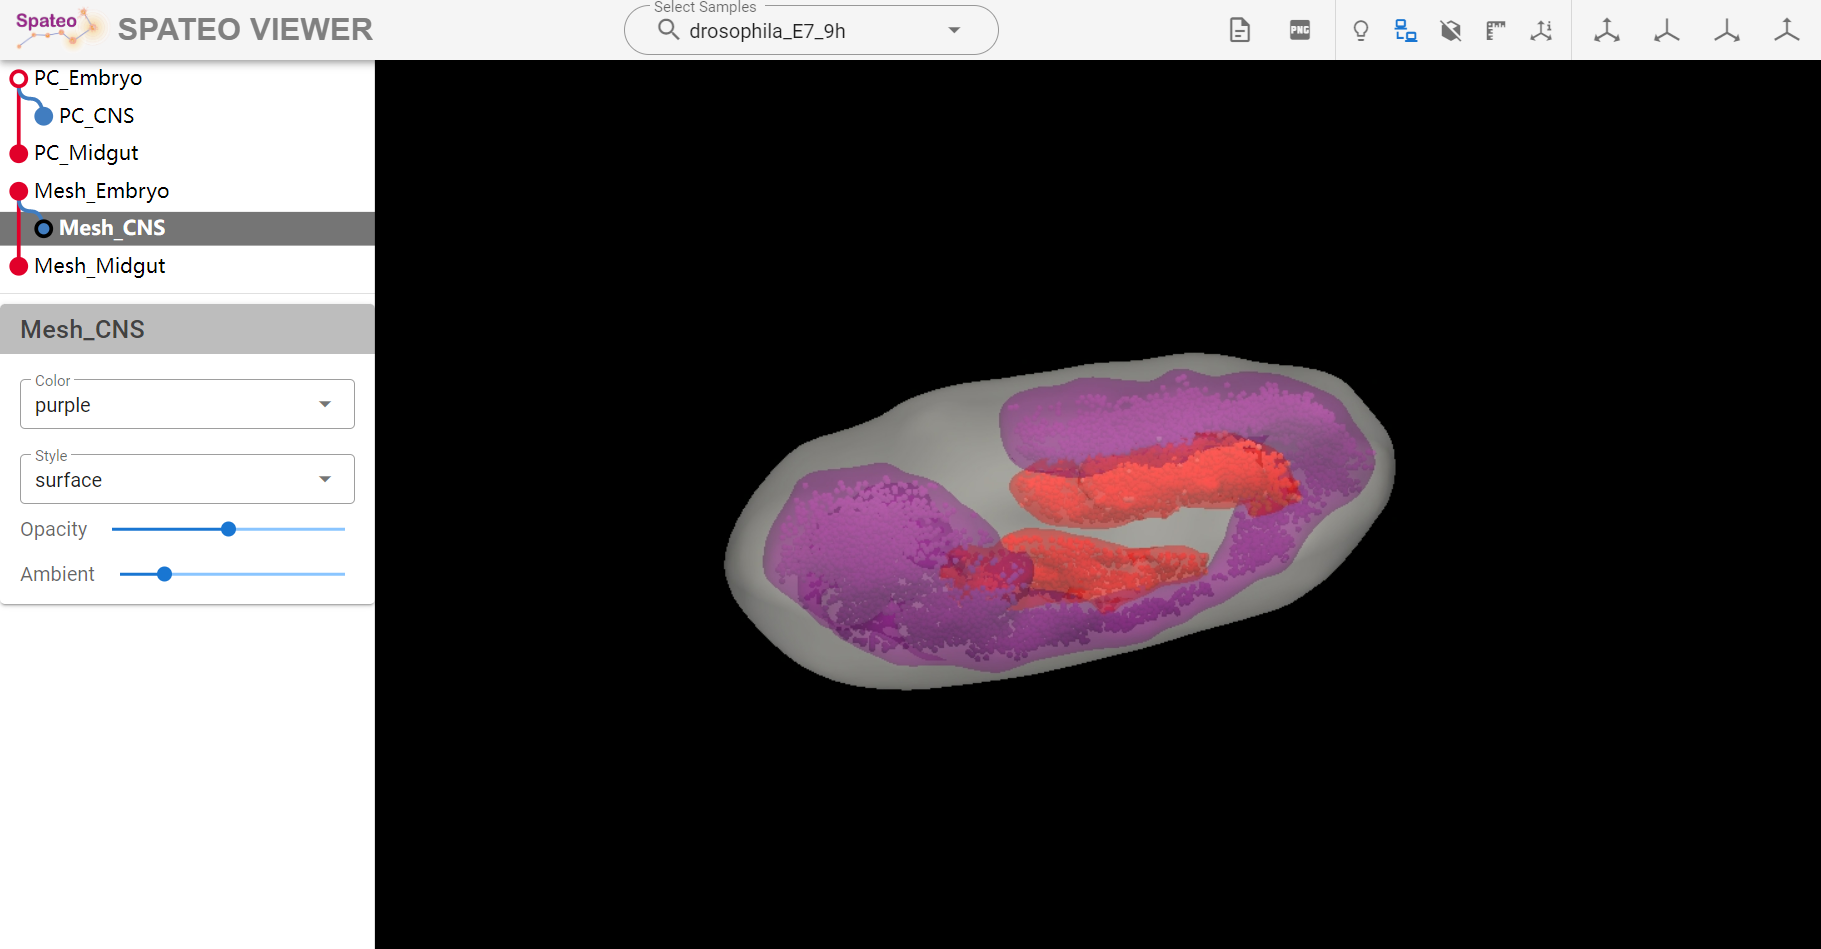 Spateo
SPATEO VIEWER
Select Samples
drosophila_E7_9h
PNG
i
PC_Embryo
PC_CNS
PC_Midgut
Mesh_Embryo
Mesh_CNS
Mesh_Midgut
Mesh_CNS
Color
purple
Style
surface
Opacity
Ambient